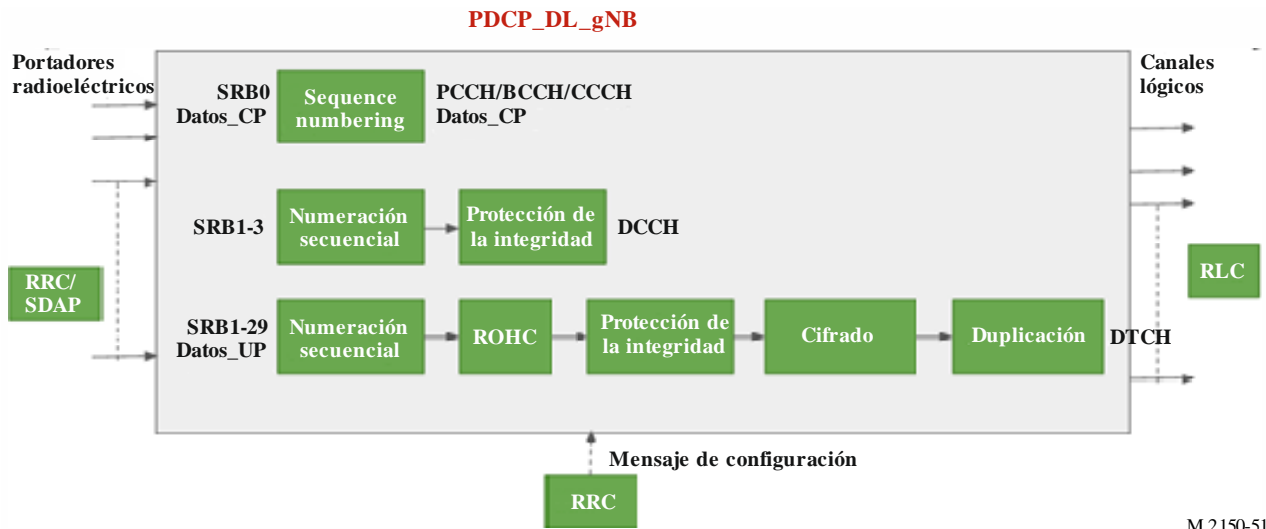 PDCP_DL_gNB
Portadores
radioeléctricos
Canales
lógicos
SRB0
Datos_CP
Sequence
numbering
PCCH/BCCH/CCCH
Datos_CP
SRB1-3
Numeración
secuencial
Protección de
la integridad
DCCH
RRC/
SDAP
RLC
SRB1-29
Datos_UP
Numeración
secuencial
ROHC
Protección de
la integridad
Cifrado
Duplicación
DTCH
Mensaje de configuración
RRC
M.2150-51